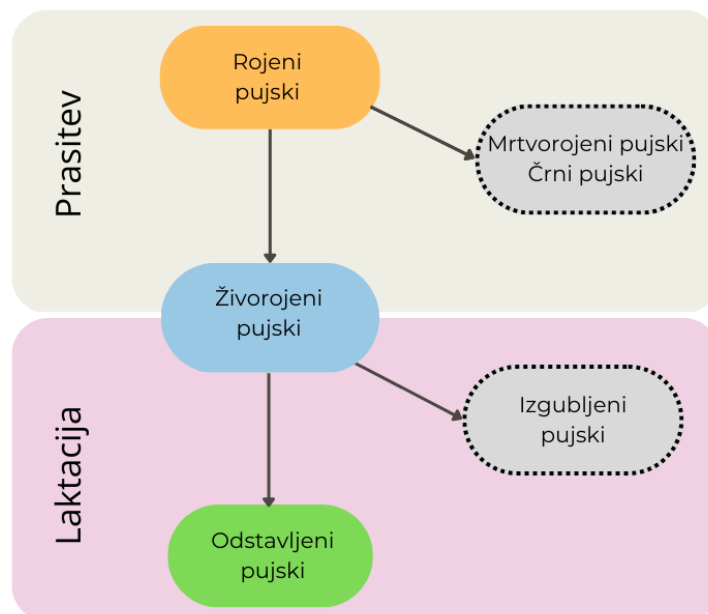 Prasitev
Rojeni
pujski
Mrtvorojeni pujski
Črni pujski
Živorojeni
pujski
Laktacija
Izgubljeni
pujski
Odstavljeni
pujski